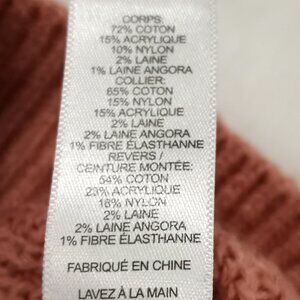 CORPS:
72% COTON
15% ACRYLIQUE
10% NYLON
2% LAINE
1% LAINE ANGORA
COLLIER:
65% COTON
15% NYLON
15% ACRYLIQUE
2% LAINE
2% LAINE ANGORA
1% FIBRE ÉLASTHANNE
REVERS /
CEINTURE MONTÉE:
54% COTON
23% ACRYLIQUE
18% NYLON
2% LAINE
2% LAINE ANGORA
1% FIBRE ÉLASTHANNE
FABRIQUÉ EN CHINE
LAVEZ À LA MAIN